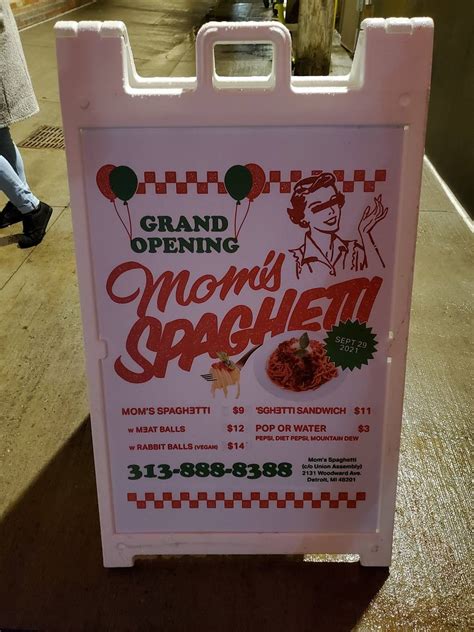 GRAND
OPENING
Mom's
SPAGHETTI
SEPT 29
2021
MOM'S SPAGHETTI $9
W MEAT BALLS $12
W RABBIT BALLS (VEGAN) $14
'SGHETTI SANDWICH $11
POP OR WATER $3
PEPSI, DIET PEPSI, MOUNTAIN DEW
313-888-8388
Mom's Spaghetti
(c/o Union Assembly)
2131 Woodward Ave.
Detroit, MI 48201